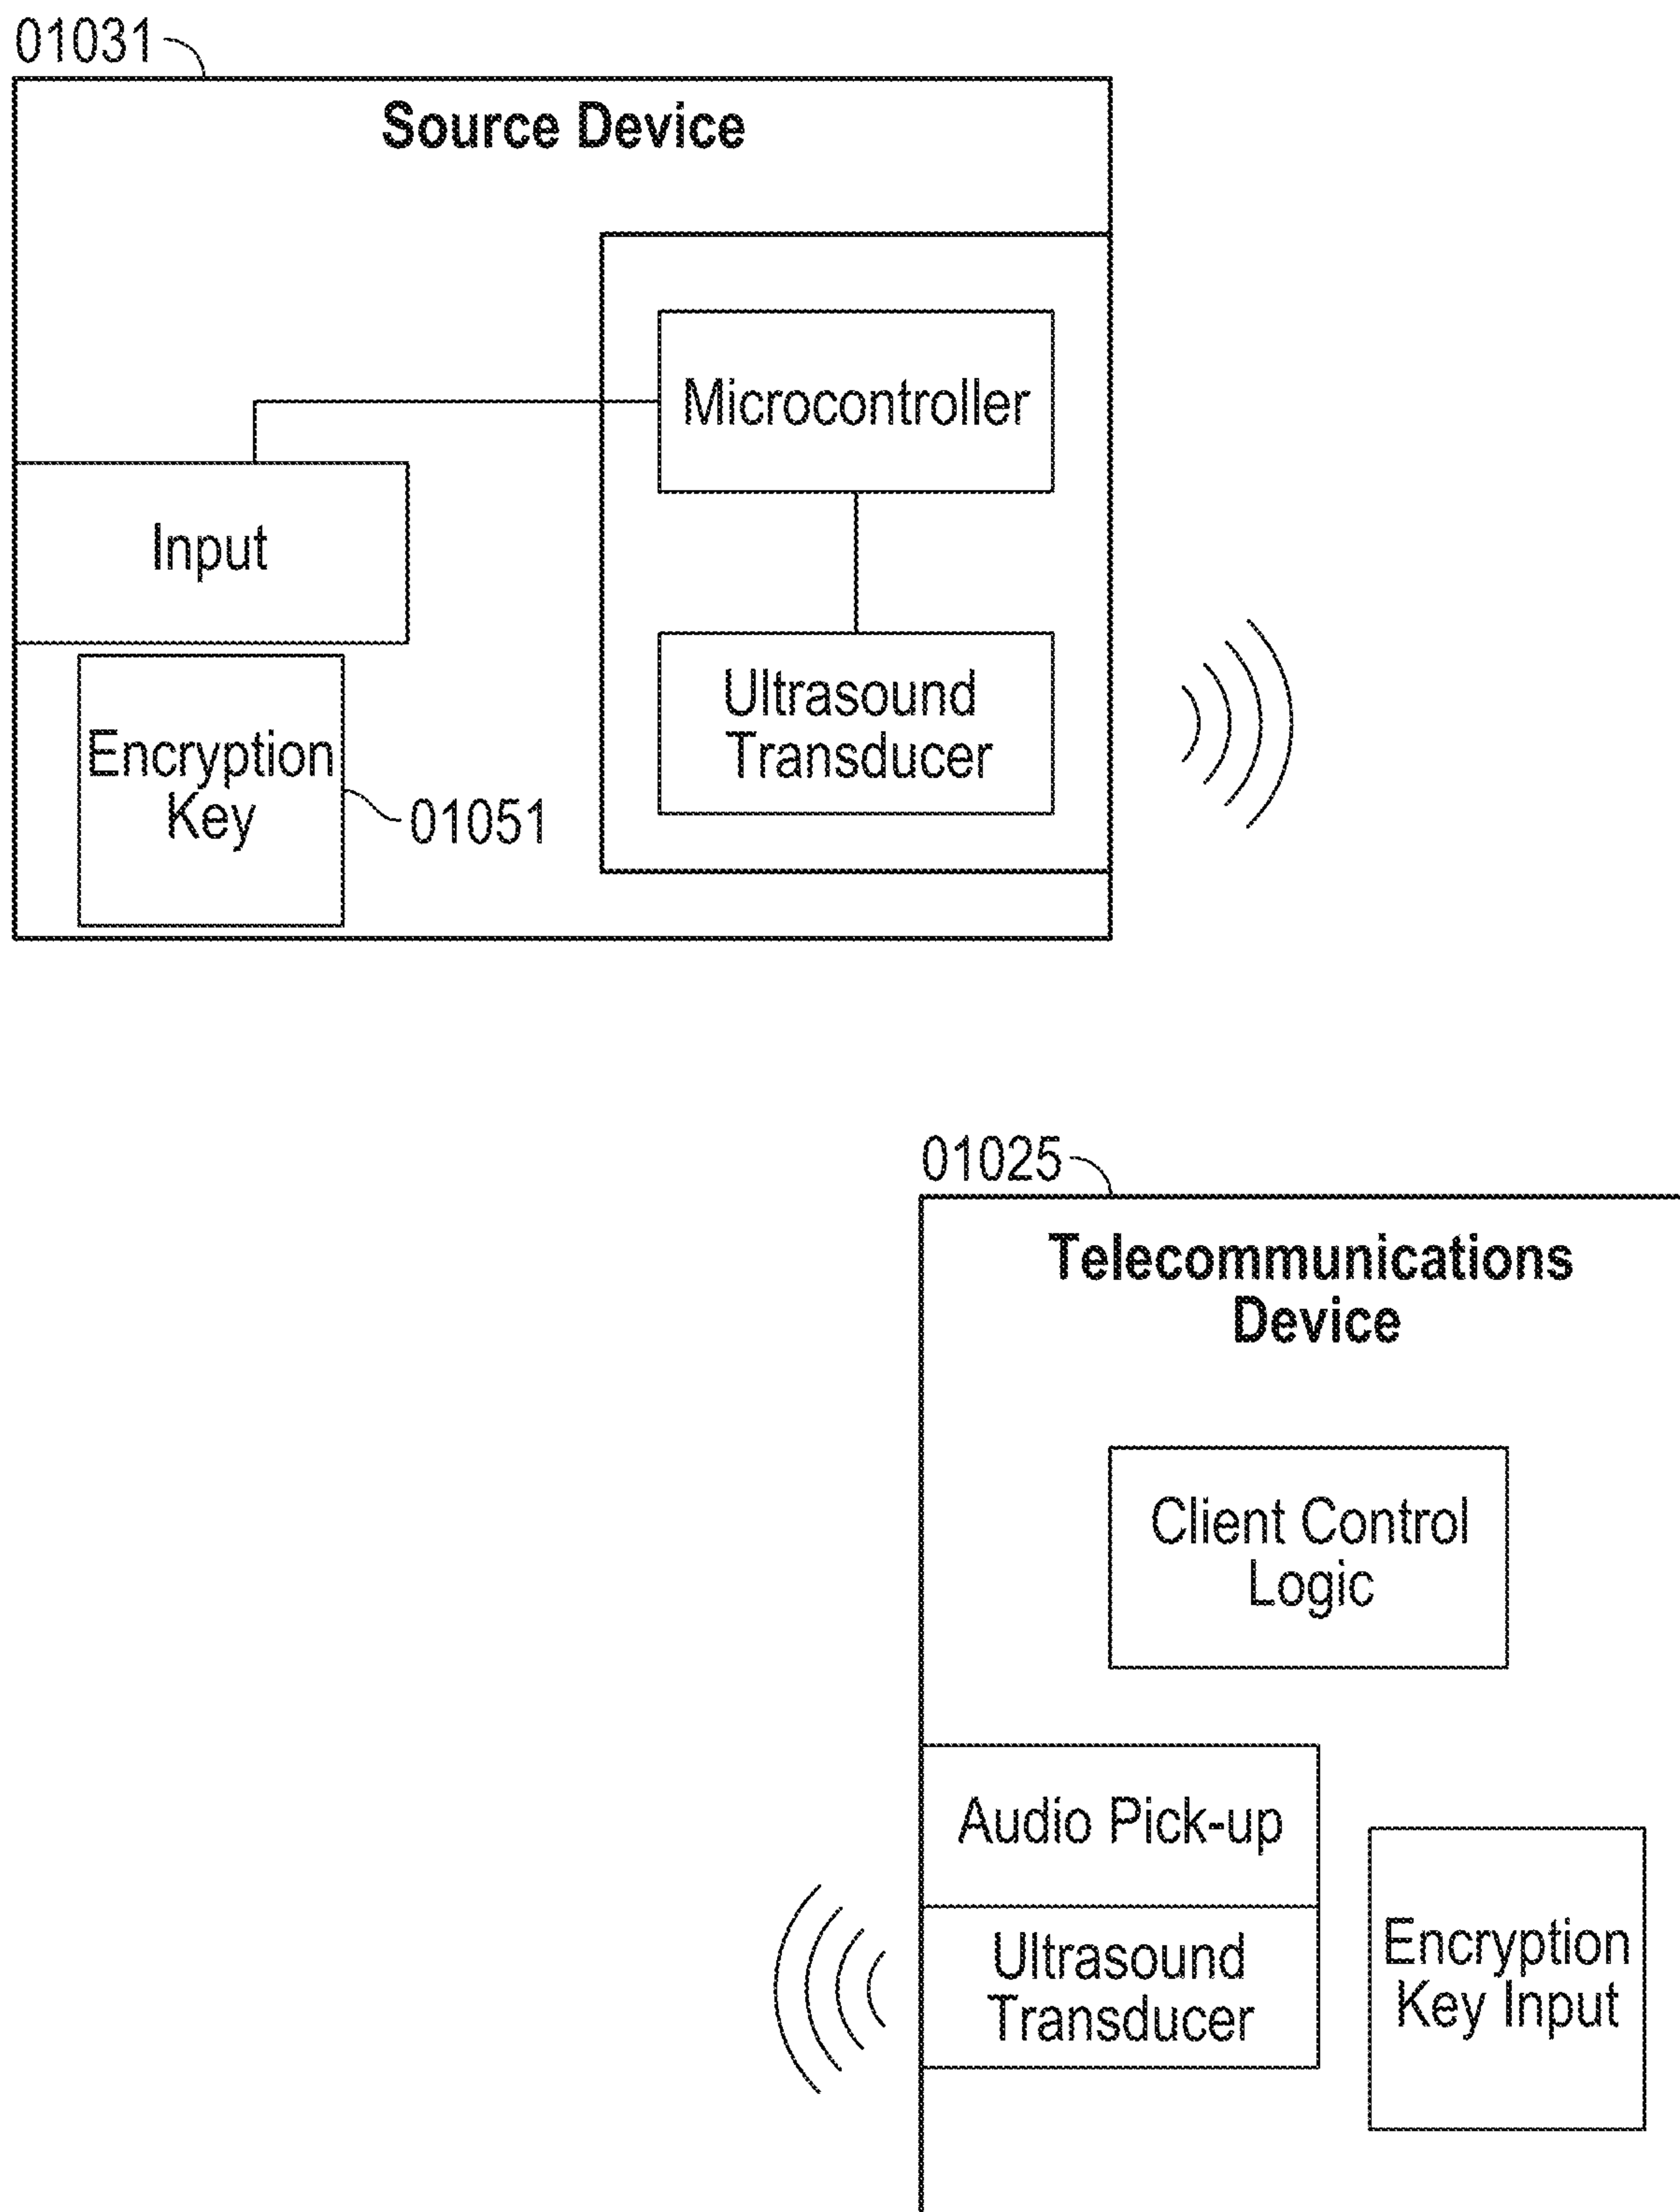 01031
Source Device
Microcontroller
Input
Ultrasound
Transducer
Encryption
Key
01051
01025
Telecommunications
Device
Client Control
Logic
Audio Pick-up
Ultrasound
Transducer
Encryption
Key Input